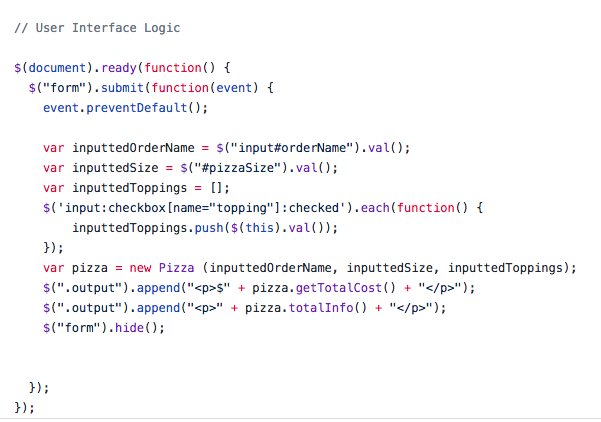 // User Interface Logic
$(document).ready(function() {
$("form").submit(function(event) {
event.preventDefault();
var inputtedOrderName = $("input#orderName").val();
var inputtedSize = $("#pizzaSize").val();
var inputtedToppings = [];
$('input:checkbox[name="topping"]:checked').each(function() {
inputtedToppings.push($(this).val());
});
var pizza = new Pizza (inputtedOrderName, inputtedSize, inputtedToppings);
$(".output").append("<p>$" + pizza.getTotalCost() + "</p>");
$(".output").append("<p>" + pizza.totalInfo() + "</p>");
$("form").hide();
});
});